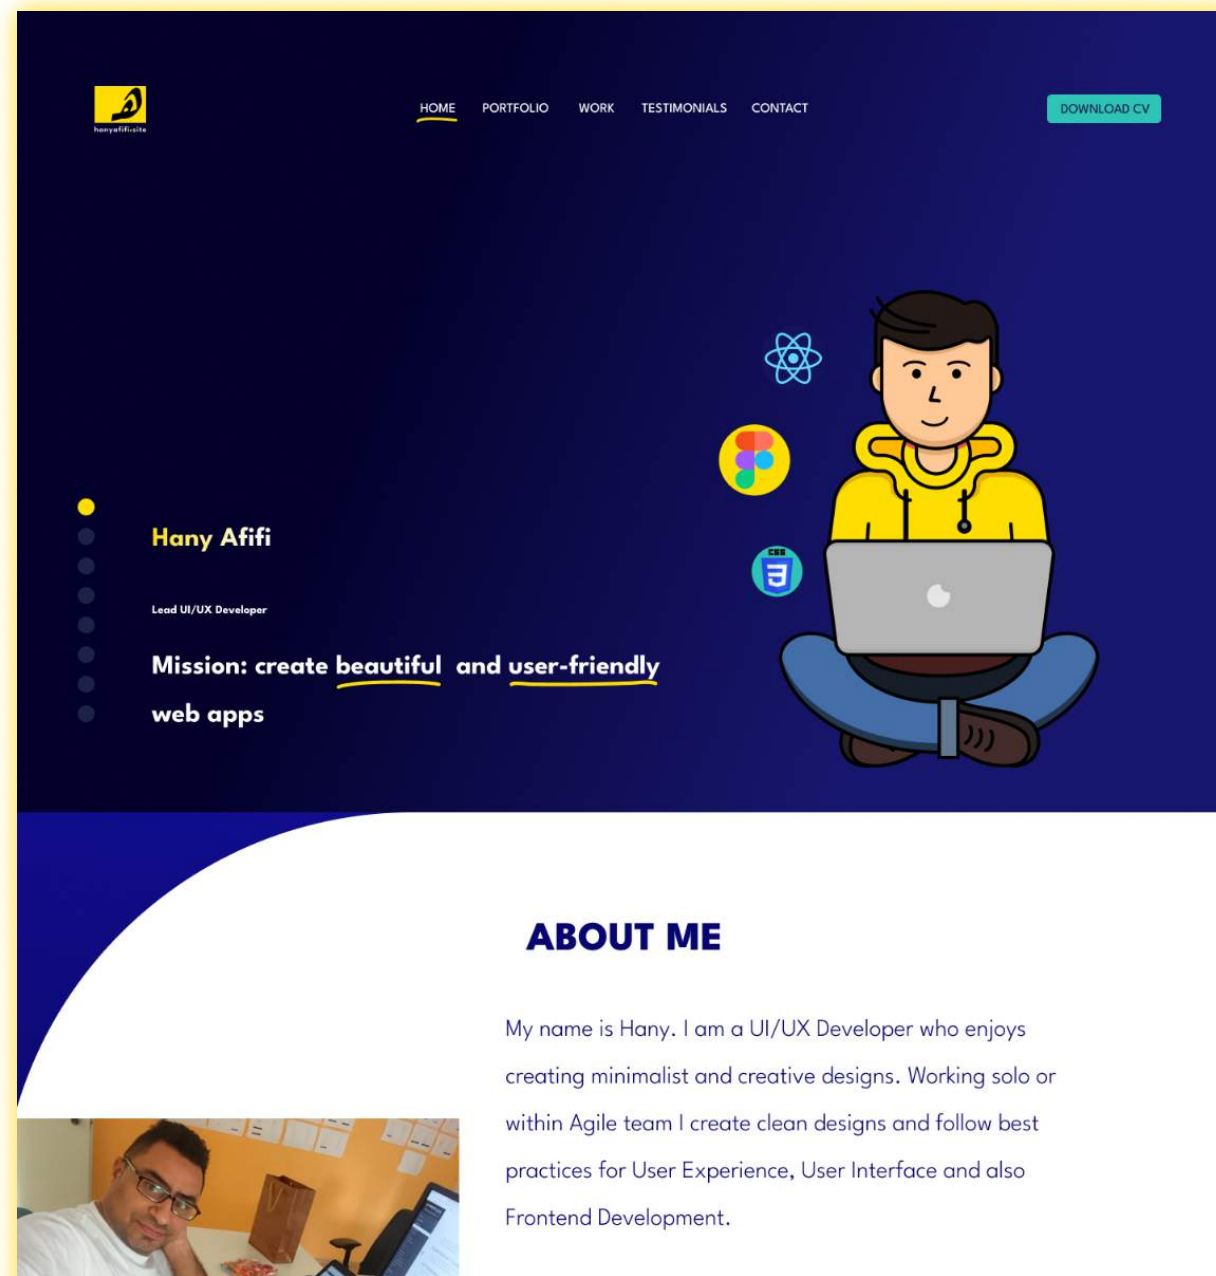 هـ
hanyafifi.site
HOME PORTFOLIO WORK TESTIMONIALS CONTACT
DOWNLOAD CV
CSS
3
Hany Afifi
Lead UI/UX Developer
Mission: create beautiful and user-friendly
web apps
ABOUT ME
My name is Hany. I am a UI/UX Developer who enjoys
creating minimalist and creative designs. Working solo or
within Agile team I create clean designs and follow best
practices for User Experience, User Interface and also
Frontend Development.